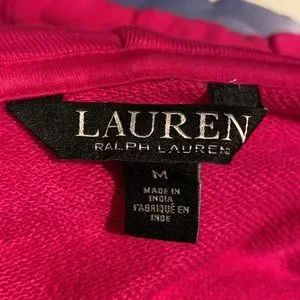 LAUREN
RALPH LAUREN
M
MADE IN
INDIA
FABRIQUÉ EN
INDE